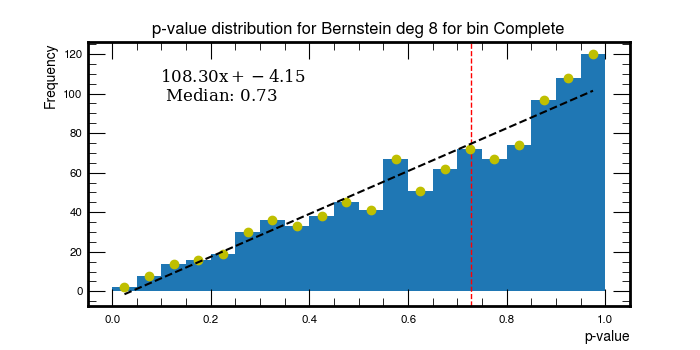 p-value distribution for Bernstein deg 8 for bin Complete
Frequency
108.30x + −4.15
Median: 0.73
120
100
80
60
40
20
0
0.0 0.2 0.4 0.6 0.8 1.0
p-value